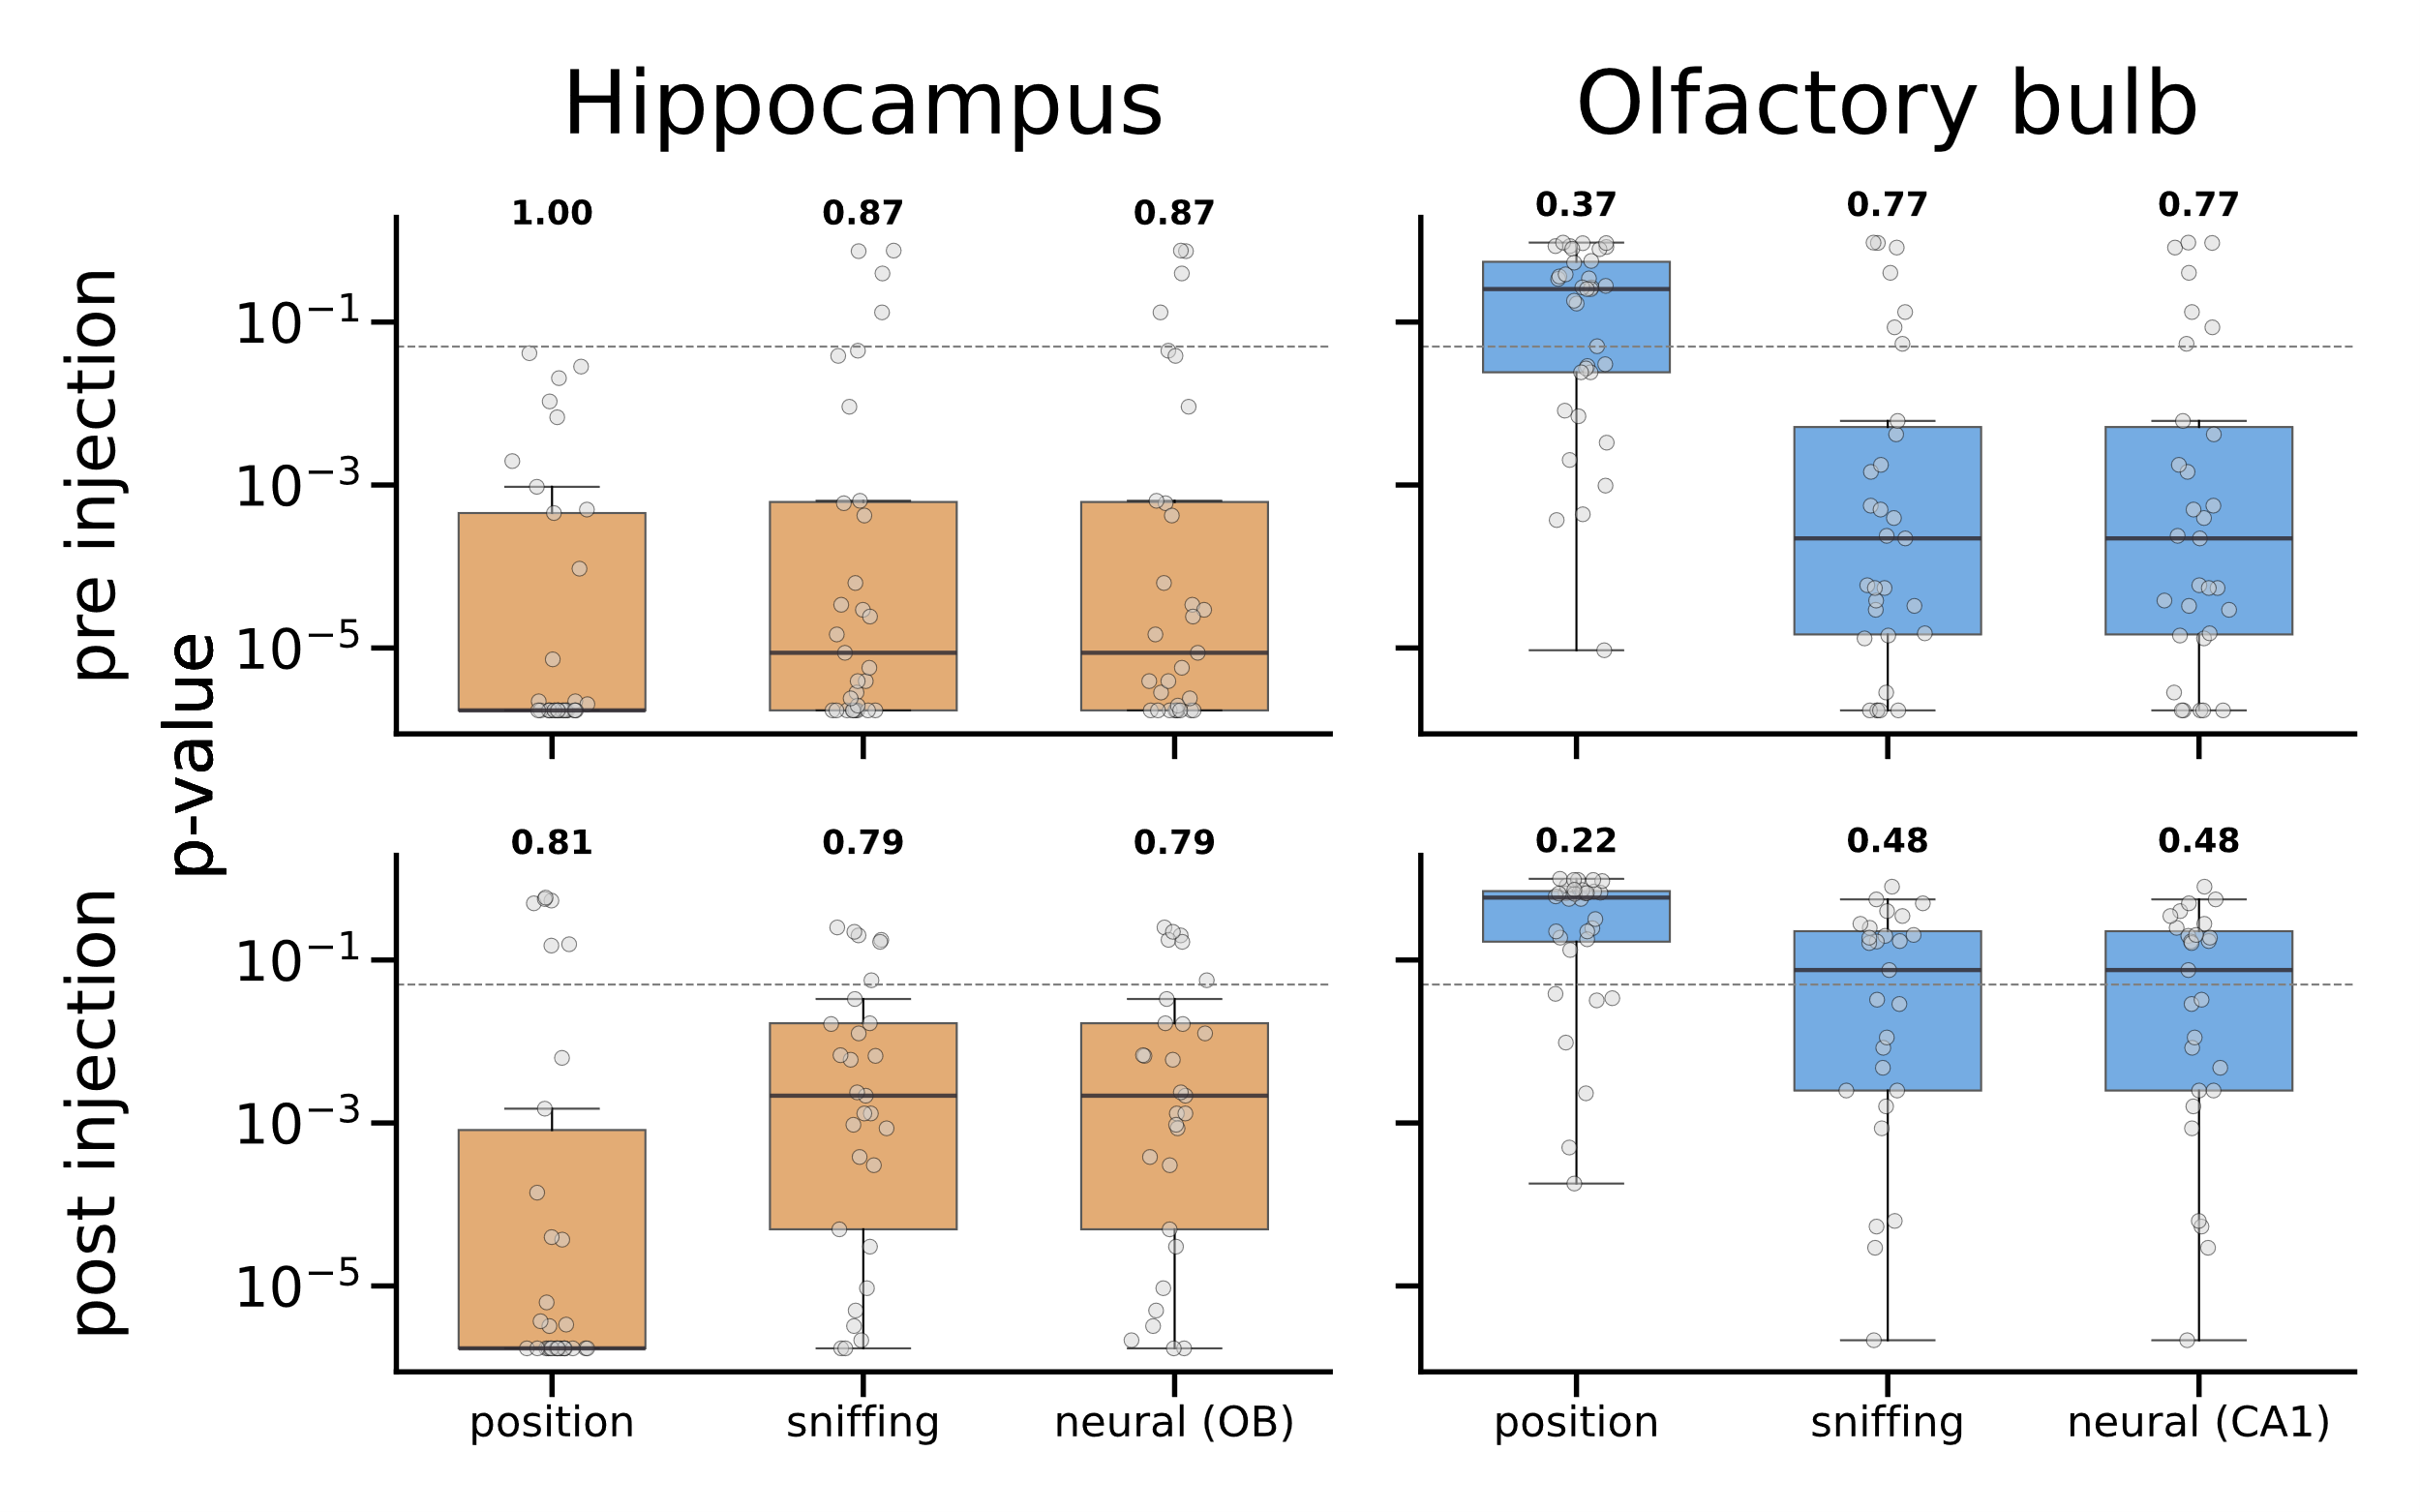 Hippocampus
Olfactory bulb
pre injection
1.00 0.87 0.87
10⁻¹
10⁻³
10⁻⁵
0.37 0.77 0.77
p-value
post injection
0.81 0.79 0.79
10⁻¹
10⁻³
10⁻⁵
position sniffing neural (OB)
0.22 0.48 0.48
position sniffing neural (CA1)